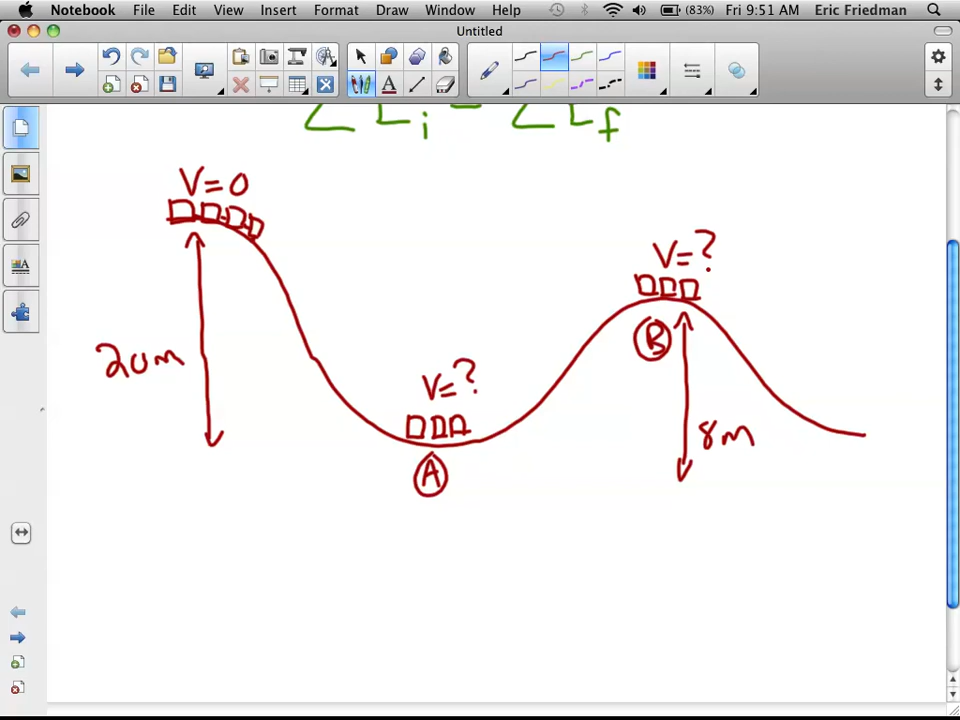 Notebook File Edit View Insert Format Draw Window Help (83%) Fri 9:51 AM Eric Friedman
Untitled
A
Σ E i = Σ E f
V=0
V=?
B
20m
V=?
8m
A